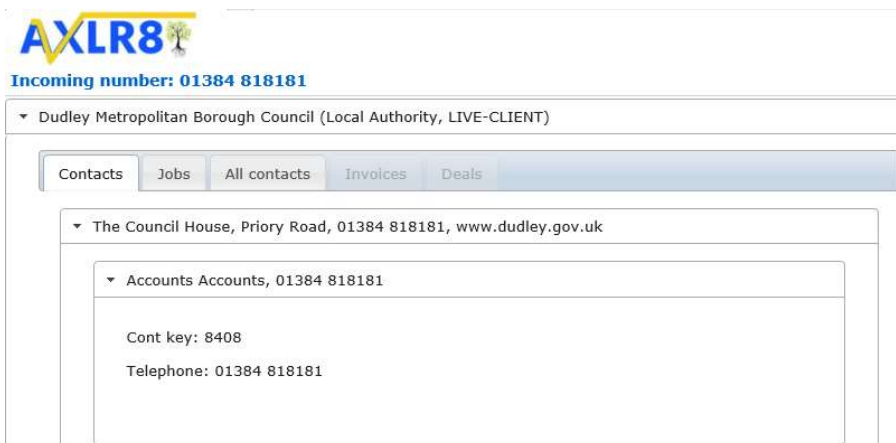 AXLR8
Incoming number: 01384 818181
Dudley Metropolitan Borough Council (Local Authority, LIVE-CLIENT)
Contacts Jobs All contacts Invoices Deals
The Council House, Priory Road, 01384 818181, www.dudley.gov.uk
Accounts Accounts, 01384 818181
Cont key: 8408
Telephone: 01384 818181